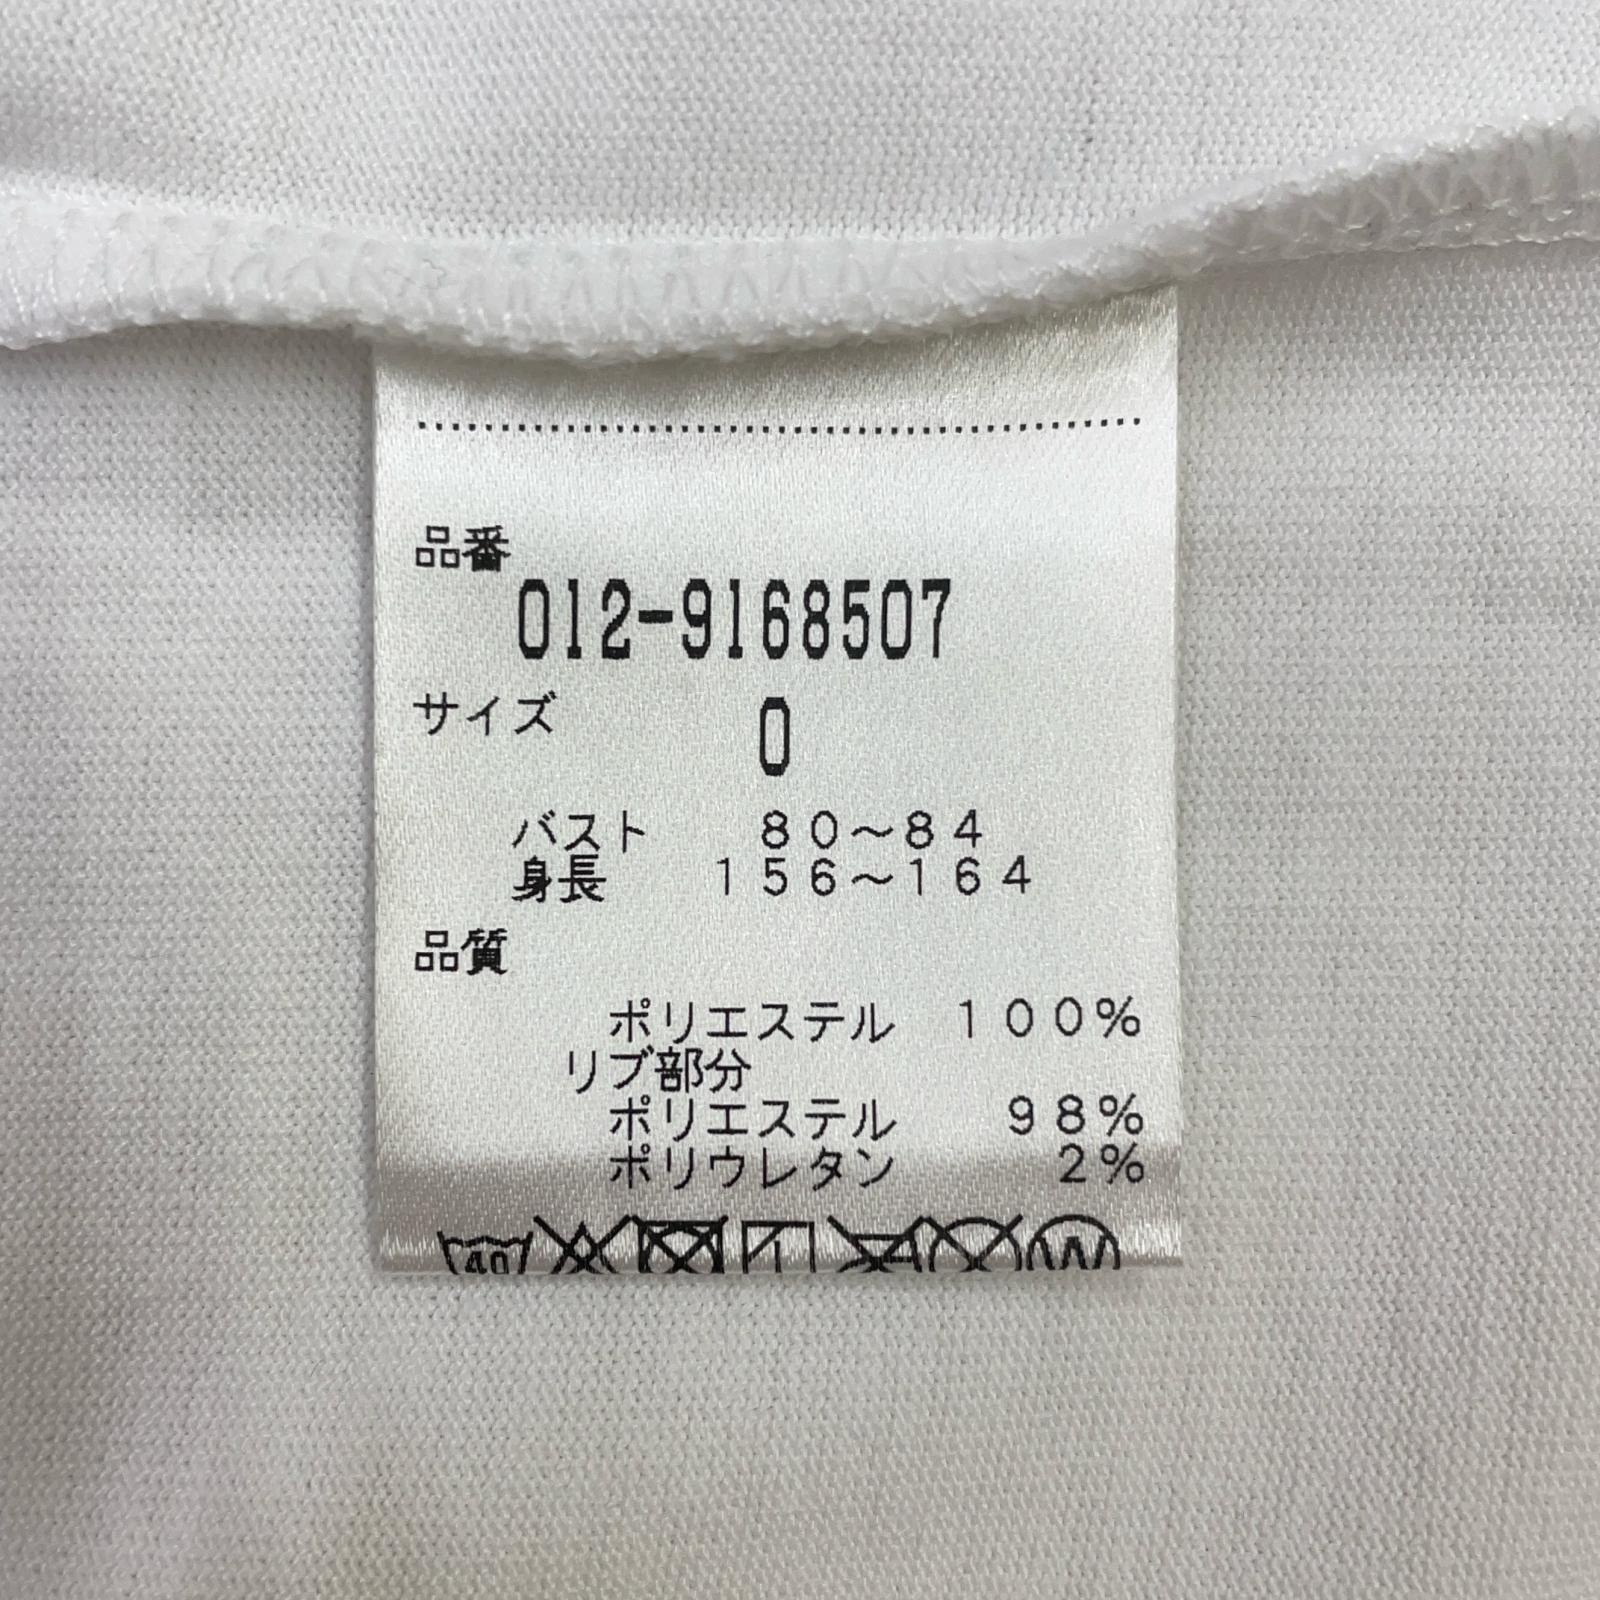 品番
012-9168507
サイズ 0
バスト 80～84
身長 156～164
品質
ポリエステル 100%
リブ部分
ポリエステル 98%
ポリウレタン 2%
40 W